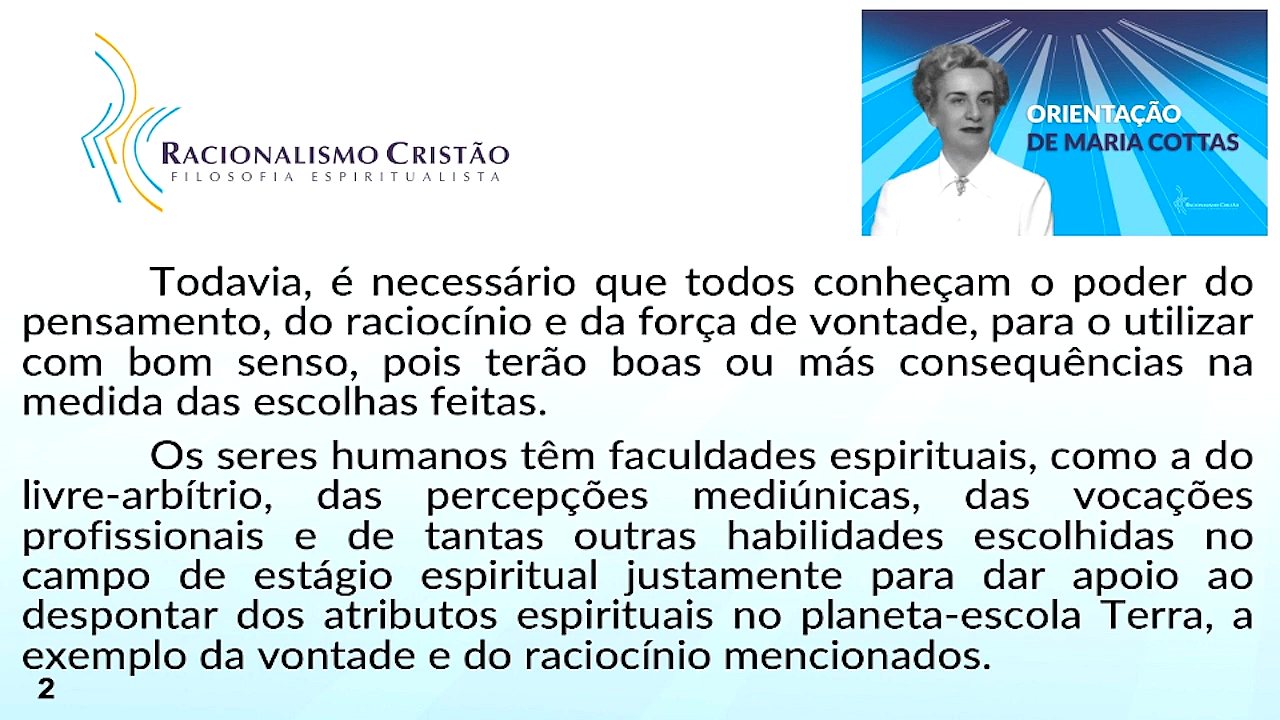 RACIONALISMO CRISTÃO
FILOSOFIA ESPIRITUALISTA
ORIENTAÇÃO
DE MARIA COTTAS
RACIONALISMO CRISTÃO
Todavia, é necessário que todos conheçam o poder do
pensamento, do raciocínio e da força de vontade, para o utilizar
com bom senso, pois terão boas ou más consequências na
medida das escolhas feitas.
Os seres humanos têm faculdades espirituais, como a do
livre-arbítrio, das percepções mediúnicas, das vocações
profissionais e de tantas outras habilidades escolhidas no
campo de estágio espiritual justamente para dar apoio ao
despontar dos atributos espirituais no planeta-escola Terra, a
exemplo da vontade e do raciocínio mencionados.
2